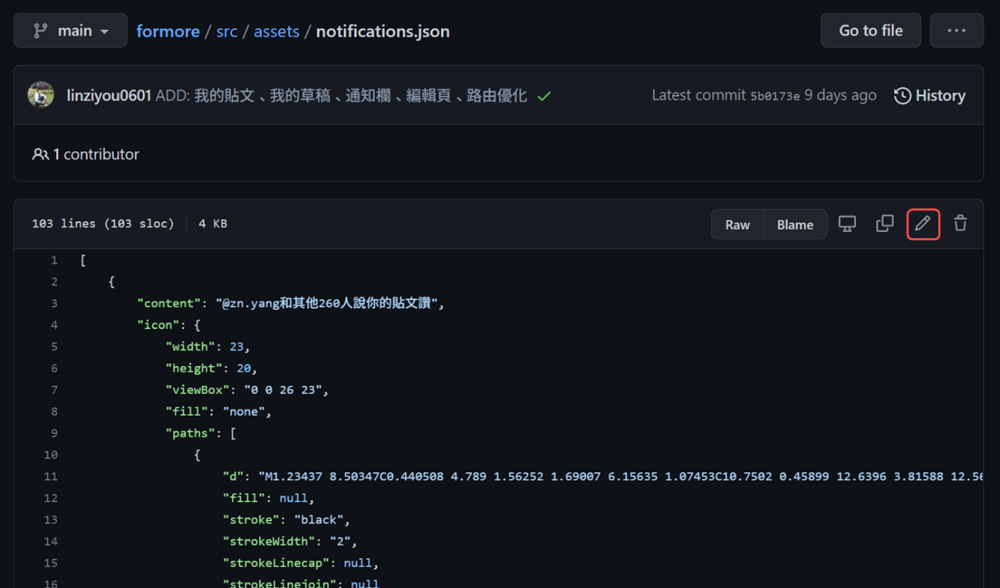 main formore / src / assets / notifications.json Go to file ...
linziyou0601 ADD: 我的貼文、我的草稿、通知欄、編輯頁、路由優化 Latest commit 5b0173e 9 days ago History
1 contributor
103 lines (103 sloc) 4 KB Raw Blame
1 [
2 {
3 "content": "@zn.yang和其他260人說你的貼文讚",
4 "icon": {
5 "width": 23,
6 "height": 20,
7 "viewBox": "0 0 26 23",
8 "fill": "none",
9 "paths": [
10 {
11 "d": "M1.23437 8.50347C0.440508 4.789 1.56252 1.69007 6.15635 1.07453C10.7502 0.45899 12.6396 3.81588 12.56
12 "fill": null,
13 "stroke": "black",
14 "strokeWidth": "2",
15 "strokeLinecap": null,
16 "strokeLinejoin": null